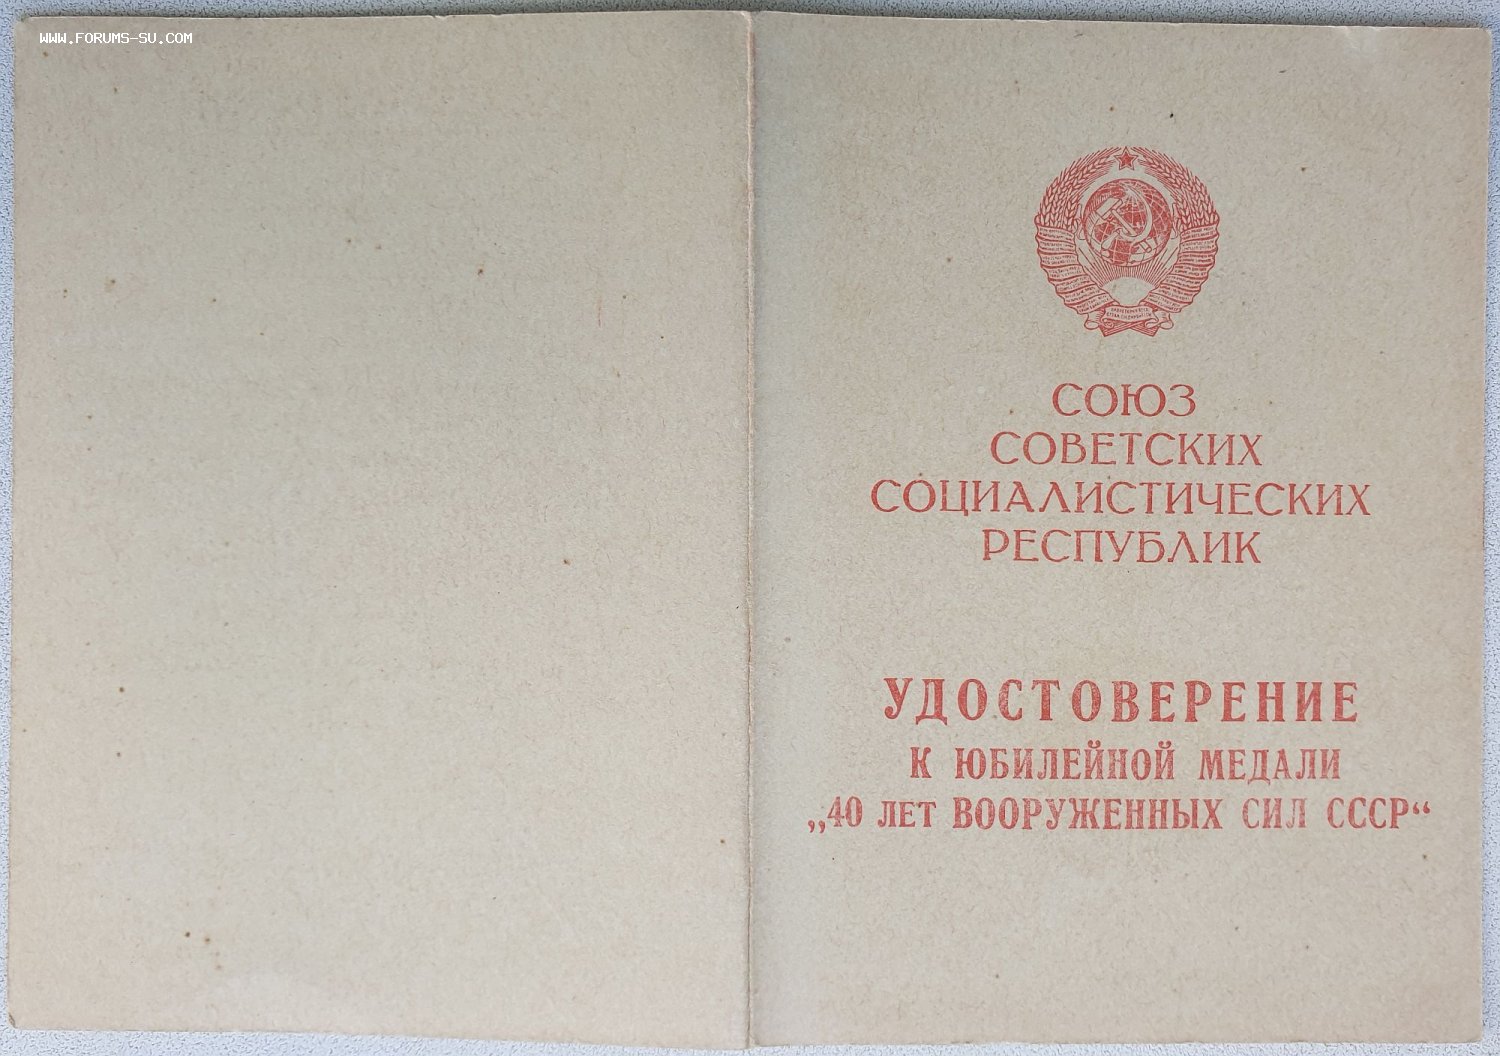 WWW.FORUMS-SU.COM
СОЮЗ
СОВЕТСКИХ
СОЦИАЛИСТИЧЕСКИХ
РЕСПУБЛИК
УДОСТОВЕРЕНИЕ
К ЮБИЛЕЙНОЙ МЕДАЛИ
„40 ЛЕТ ВООРУЖЕННЫХ СИЛ СССР“